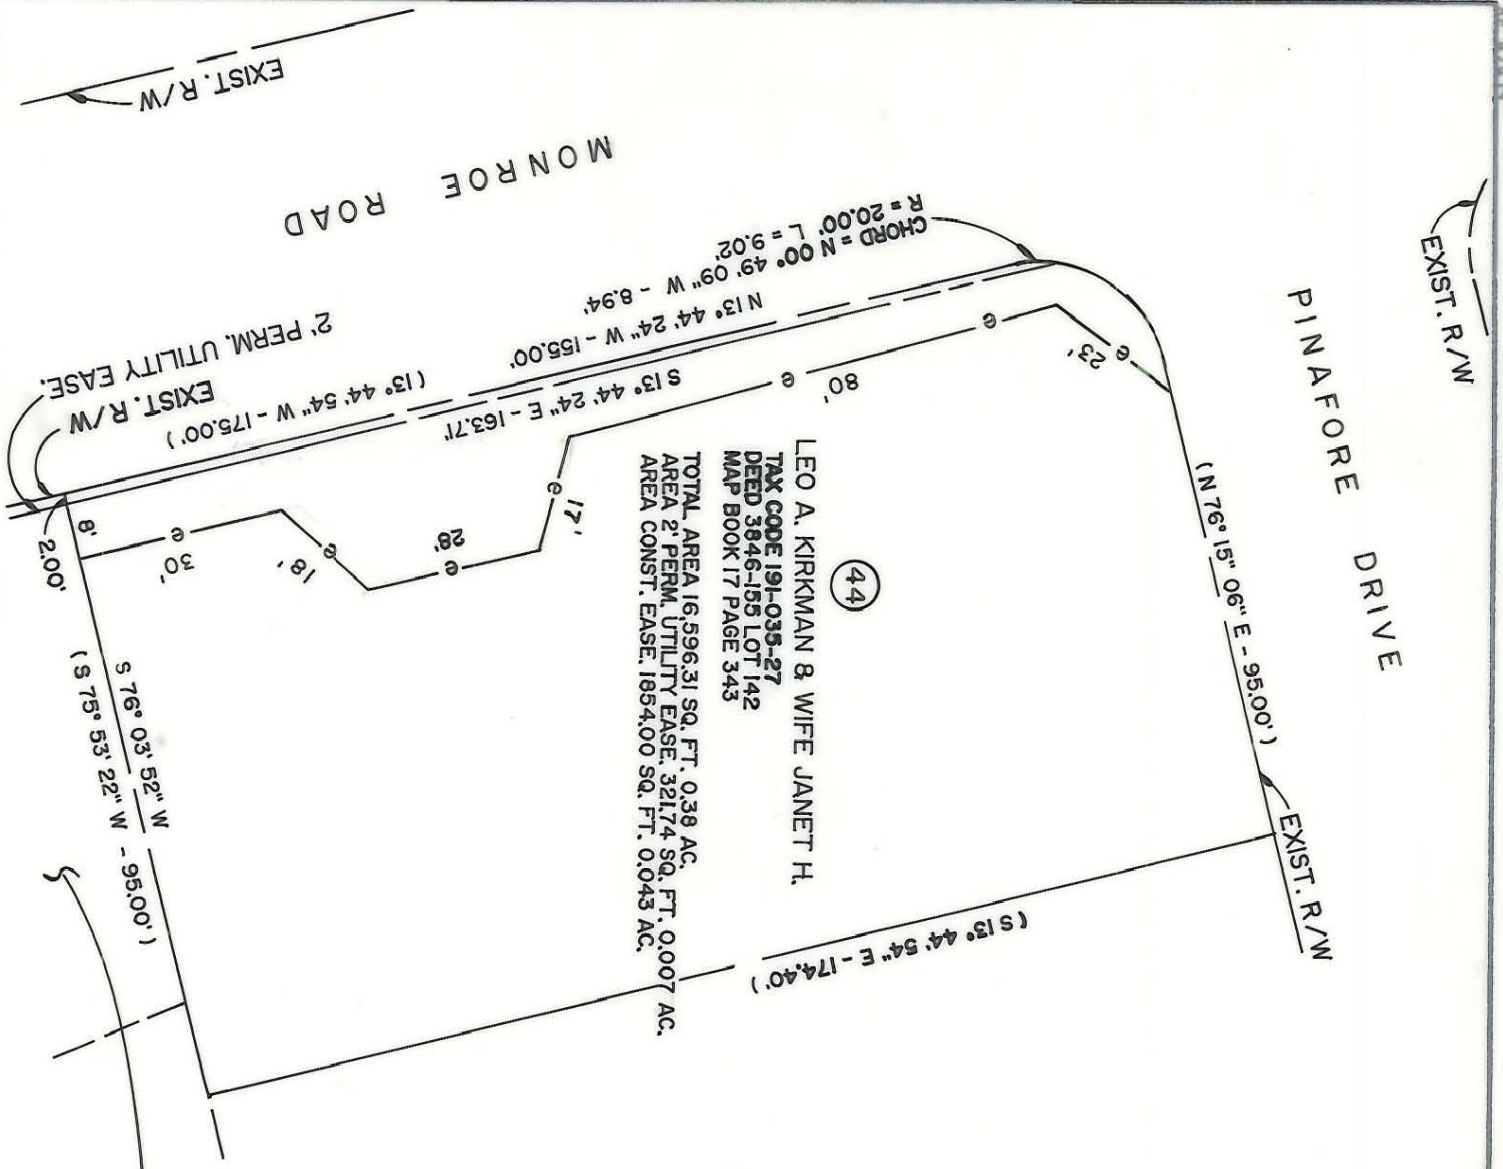 EXIST. R/W
MONROE ROAD
CHORD = N 00° 49' 09" W - 8.94'
R = 20.00' L = 9.02'
N 13° 44' 24" W - 155.00'
2' PERM. UTILITY EASE.
EXIST. R/W
(13° 44' 54" W - 175.00')
S 13° 44' 24" E - 163.71'
PINAFORE DRIVE
EXIST. R/W
(N 76° 15" 06" E - 95.00')
EXIST. R/W
23'
e
e
80'
e
17'
e
28'
e
18'
e
30'
e
8'
2.00'
44
LEO A. KIRKMAN & WIFE JANET H.
TAX CODE 191-035-27
DEED 3846-155 LOT 142
MAP BOOK 17 PAGE 343
TOTAL AREA 16,596.31 SQ. FT. 0.38 AC.
AREA 2' PERM. UTILITY EASE. 321.74 SQ. FT. 0.007 AC.
AREA CONST. EASE. 1854.00 SQ. FT. 0.043 AC.
S 76° 03' 52" W
(S 75° 53' 22" W - 95.00')
(S 13° 44' 54" E - 174.40')